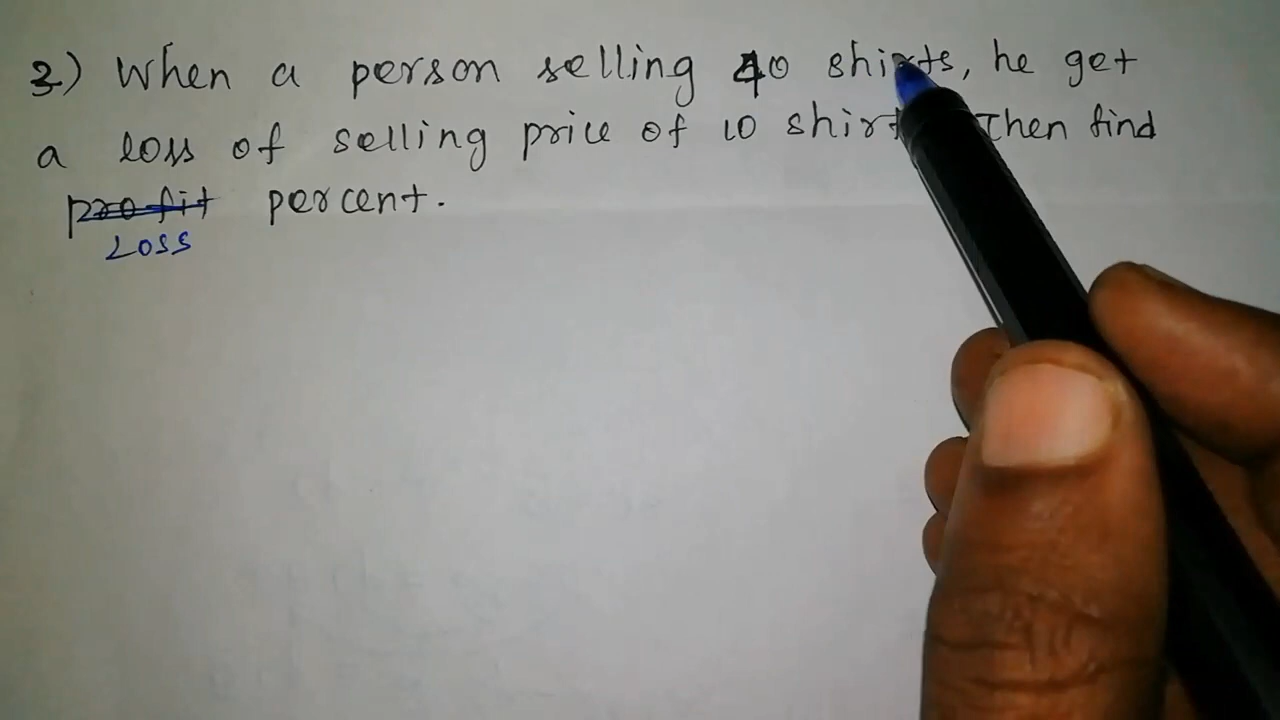 3) When a person selling 40 shirts, he get
a loss of selling price of 10 shirt Then find
profit percent.
Loss